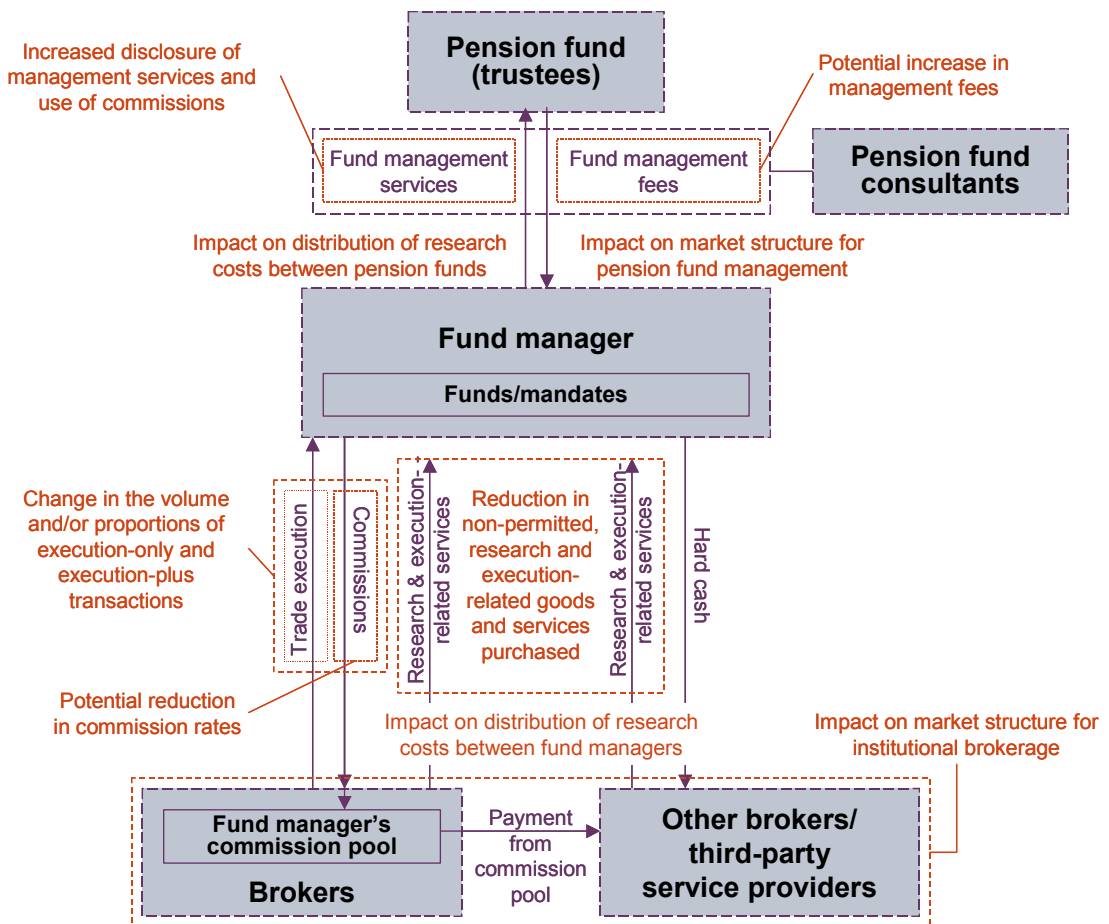 Increased disclosure of
management services and
use of commissions
Pension fund
(trustees)
Potential increase in
management fees
Fund management
services
Fund management
fees
Pension fund
consultants
Impact on distribution of research
costs between pension funds
Impact on market structure for
pension fund management
Fund manager
Funds/mandates
Change in the volume
and/or proportions of
execution-only and
execution-plus
transactions
Trade execution
Commissions
Research & execution-
related services
Reduction in
non-permitted,
research and
execution-
related goods
and services
purchased
Research & execution-
related services
Hard cash
Potential reduction
in commission rates
Impact on distribution of research
costs between fund managers
Impact on market structure for
institutional brokerage
Fund manager's
commission pool
Brokers
Payment
from
commission
pool
Other brokers/
third-party
service providers